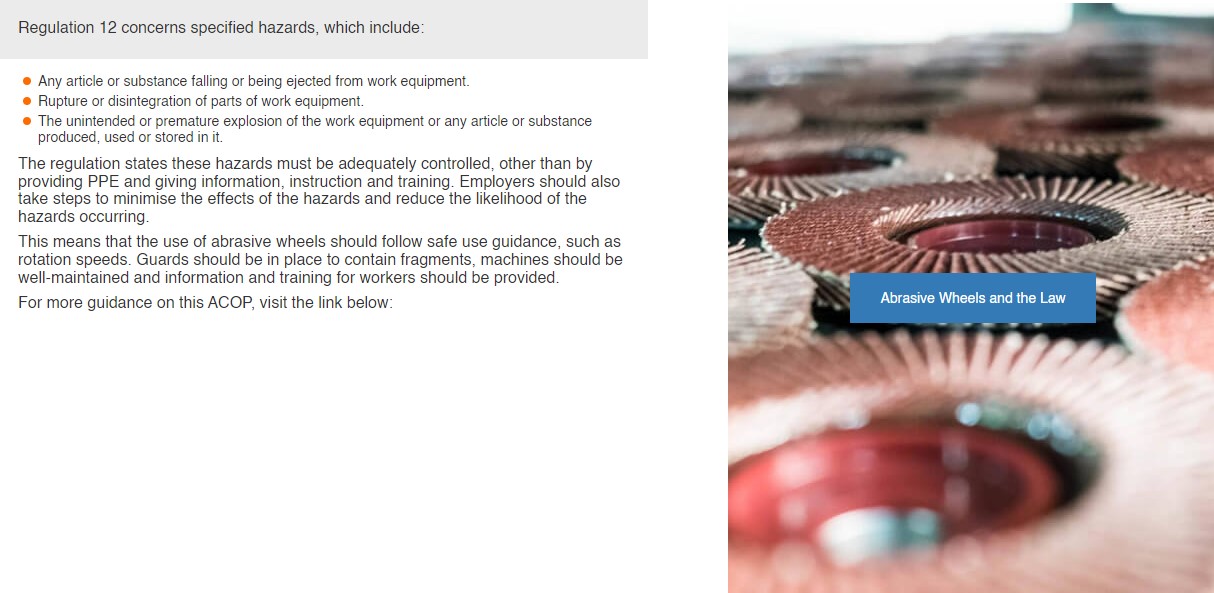 Regulation 12 concerns specified hazards, which include:
Any article or substance falling or being ejected from work equipment.
Rupture or disintegration of parts of work equipment.
The unintended or premature explosion of the work equipment or any article or substance
produced, used or stored in it.
The regulation states these hazards must be adequately controlled, other than by
providing PPE and giving information, instruction and training. Employers should also
take steps to minimise the effects of the hazards and reduce the likelihood of the
hazards occurring.
This means that the use of abrasive wheels should follow safe use guidance, such as
rotation speeds. Guards should be in place to contain fragments, machines should be
well-maintained and information and training for workers should be provided.
For more guidance on this ACOP, visit the link below:
Abrasive Wheels and the Law